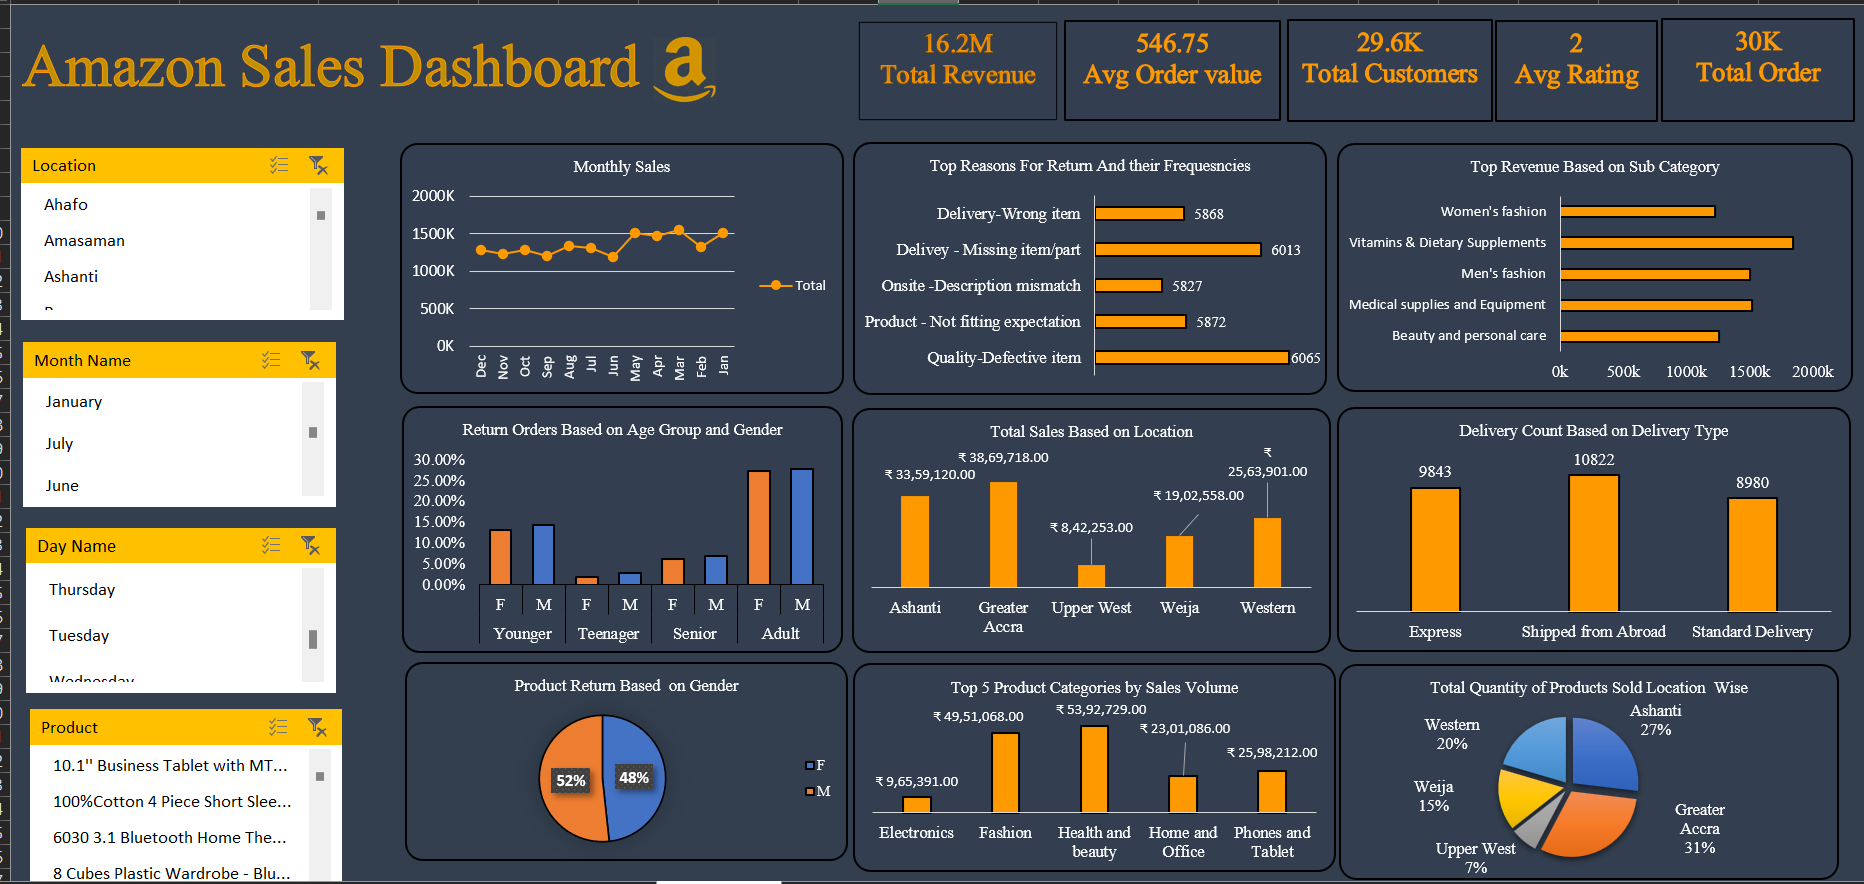 Amazon Sales Dashboard
a
16.2M
Total Revenue
546.75
Avg Order value
29.6K
Total Customers
2
Avg Rating
30K
Total Order
Location
Ahafo
Amasaman
Ashanti
Month Name
January
July
June
Day Name
Thursday
Tuesday
Wednesday
Product
10.1" Business Tablet with MT...
100%Cotton 4 Piece Short Slee...
6030 3.1 Bluetooth Home The...
8 Cubes Plastic Wardrobe - Blu...
Monthly Sales
2000K
1500K
1000K
500K
0K
Dec Nov Oct Sep Aug Jul Jun May Apr Mar Feb Jan
Total
Top Reasons For Return And their Frequesncies
Delivery-Wrong item 5868
Delivey - Missing item/part 6013
Onsite -Description mismatch 5827
Product - Not fitting expectation 5872
Quality-Defective item 6065
Top Revenue Based on Sub Category
Women's fashion
Vitamins & Dietary Supplements
Men's fashion
Medical supplies and Equipment
Beauty and personal care
0k 500k 1000k 1500k 2000k
Return Orders Based on Age Group and Gender
30.00%
25.00%
20.00%
15.00%
10.00%
5.00%
0.00%
F M F M F M F M
Younger Teenager Senior Adult
Total Sales Based on Location
₹ 33,59,120.00
₹ 38,69,718.00
₹ 8,42,253.00
₹ 19,02,558.00
₹
25,63,901.00
Ashanti
Greater
Accra
Upper West
Weija
Western
Delivery Count Based on Delivery Type
9843
10822
8980
Express
Shipped from Abroad
Standard Delivery
Product Return Based  on Gender
52%
48%
F
M
Top 5 Product Categories by Sales Volume
₹ 9,65,391.00
₹ 49,51,068.00
₹ 53,92,729.00
₹ 23,01,086.00
₹ 25,98,212.00
Electronics
Fashion
Health and
beauty
Home and
Office
Phones and
Tablet
Total Quantity of Products Sold Location  Wise
Ashanti
27%
Greater
Accra
31%
Upper West
7%
Weija
15%
Western
20%